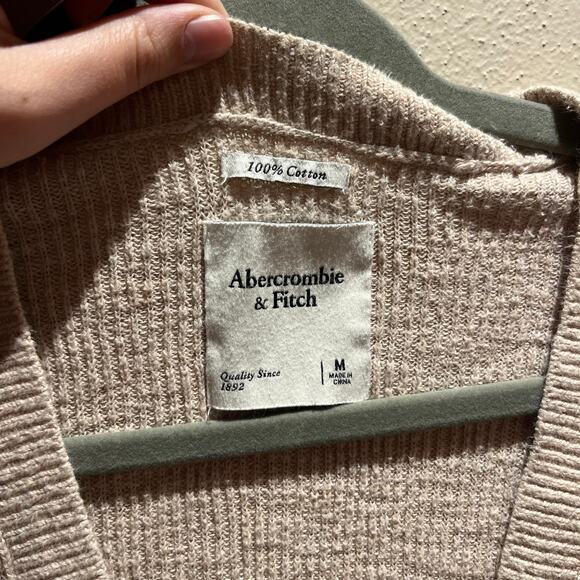 100% Cotton
Abercrombie
& Fitch
Quality Since
1892
M
MADE IN
CHINA